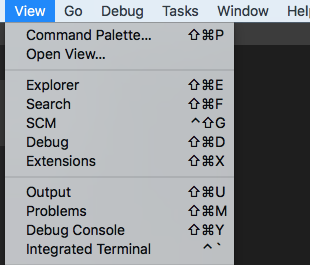 View Go Debug Tasks Window Hel
Command Palette... ⇧⌘P
Open View...
Explorer ⇧⌘E
Search ⇧⌘F
SCM ^⇧G
Debug ⇧⌘D
Extensions ⇧⌘X
Output ⇧⌘U
Problems ⇧⌘M
Debug Console ⇧⌘Y
Integrated Terminal ^`